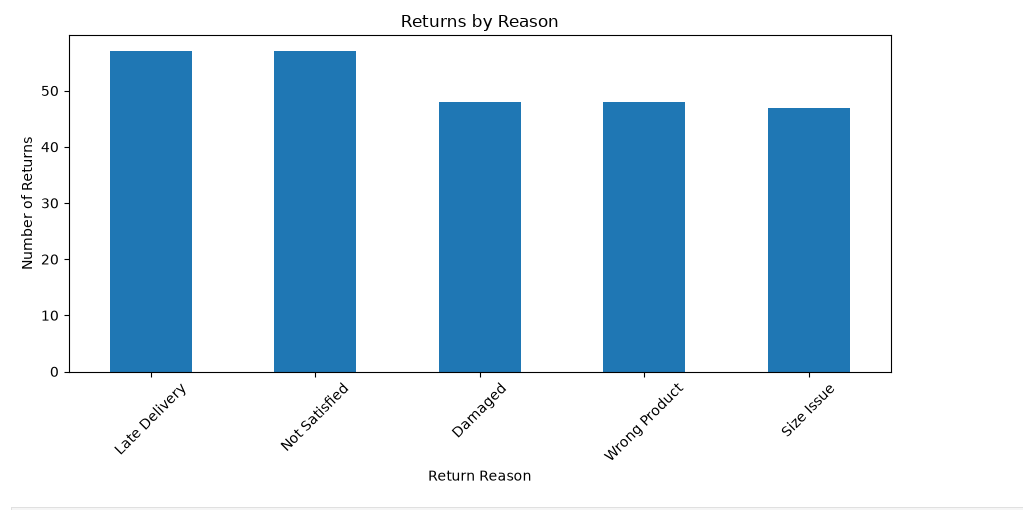 Returns by Reason
Number of Returns
50
40
30
20
10
0
Late Delivery
Not Satisfied
Damaged
Wrong Product
Size Issue
Return Reason